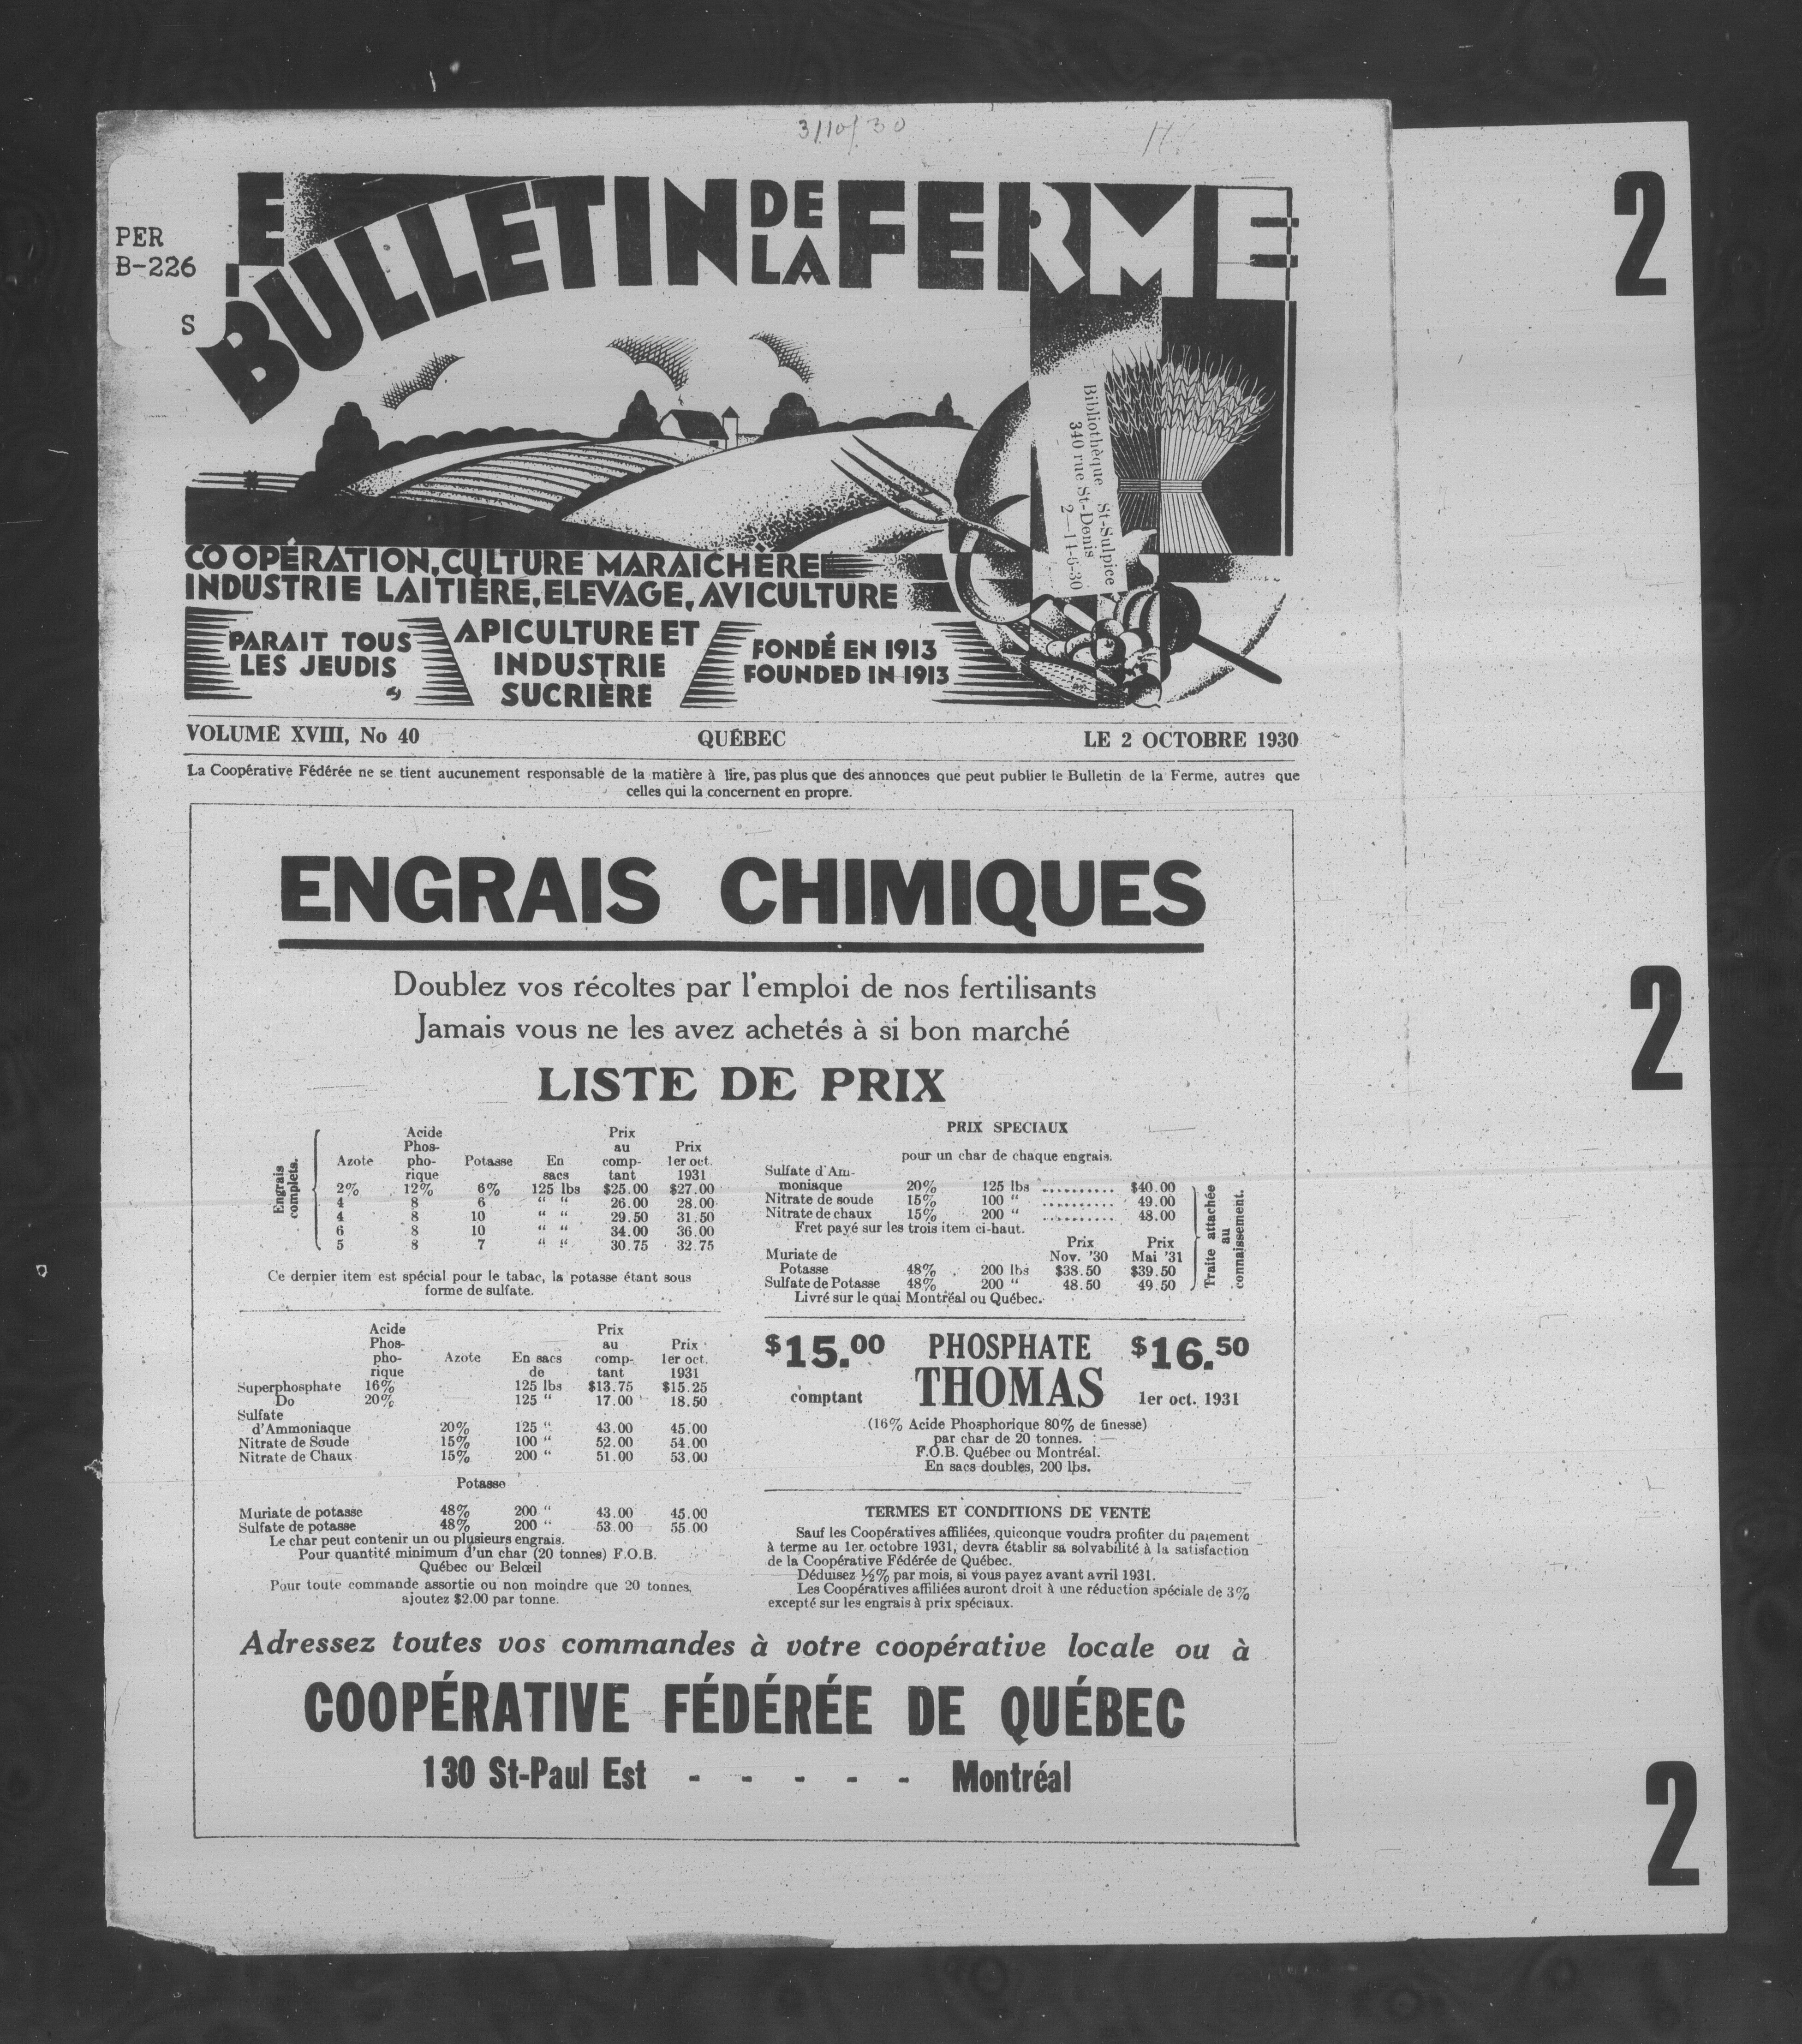 3/10/30
PER
B-226
S
LE
BULLETIN DE LA FERME
Bibliothèque St-Sulpice
340 rue St-Denis
2—14-6-30
COOPÉRATION, CULTURE MARAICHÈRE
INDUSTRIE LAITIÈRE, ELEVAGE, AVICULTURE
PARAIT TOUS
LES JEUDIS
APICULTURE ET
INDUSTRIE
SUCRIÈRE
FONDÉ EN 1913
FOUNDED IN 1913
VOLUME XVIII, No 40 QUÉBEC LE 2 OCTOBRE 1930
La Coopérative Fédérée ne se tient aucunement responsable de la matière à lire, pas plus que des annonces que peut publier le Bulletin de la Ferme, autres que
celles qui la concernent en propre.
ENGRAIS CHIMIQUES
Doublez vos récoltes par l'emploi de nos fertilisants
Jamais vous ne les avez achetés à si bon marché
LISTE DE PRIX
Engrais
complets.
Acide Prix
Phos- au Prix
Azote pho- Potasse En comp- 1er oct.
rique sacs tant 1931
2% 12% 6% 125 lbs $25.00 $27.00
4 8 6 " " 26.00 28.00
4 8 10 " " 29.50 31.50
6 8 10 " " 34.00 36.00
5 8 7 " " 30.75 32.75
Ce dernier item est spécial pour le tabac, la potasse étant sous
forme de sulfate.
Acide Prix
Phos- au Prix
pho- Azote En sacs comp- 1er oct.
rique de tant 1931
Superphosphate 16% 125 lbs $13.75 $15.25
Do 20% 125 " 17.00 18.50
Sulfate
d'Ammoniaque 20% 125 " 43.00 45.00
Nitrate de Soude 15% 100 " 52.00 54.00
Nitrate de Chaux 15% 200 " 51.00 53.00
Potasse
Muriate de potasse 48% 200 " 43.00 45.00
Sulfate de potasse 48% 200 " 53.00 55.00
Le char peut contenir un ou plusieurs engrais.
Pour quantité minimum d'un char (20 tonnes) F.O.B.
Québec ou Belœil
Pour toute commande assortie ou non moindre que 20 tonnes,
ajoutez $2.00 par tonne.
PRIX SPECIAUX
pour un char de chaque engrais.
Sulfate d'Am-
moniaque 20% 125 lbs .......... $40.00
Nitrate de soude 15% 100 " .......... 49.00
Nitrate de chaux 15% 200 " .......... 48.00
Fret payé sur les trois item ci-haut.
Prix Prix
Muriate de Nov. '30 Mai '31
Potasse 48% 200 lbs $38.50 $39.50
Sulfate de Potasse 48% 200 " 48.50 49.50
Livré sur le quai Montréal ou Québec.
Traite attachée
au
connaissement.
$15.00 PHOSPHATE $16.50
comptant THOMAS 1er oct. 1931
(16% Acide Phosphorique 80% de finesse)
par char de 20 tonnes.
F.O.B. Québec ou Montréal.
En sacs doubles, 200 lbs.
TERMES ET CONDITIONS DE VENTE
Sauf les Coopératives affiliées, quiconque voudra profiter du paiement
à terme au 1er octobre 1931, devra établir sa solvabilité à la satisfaction
de la Coopérative Fédérée de Québec.
Déduisez ½% par mois, si vous payez avant avril 1931.
Les Coopératives affiliées auront droit à une réduction spéciale de 3%
excepté sur les engrais à prix spéciaux.
Adressez toutes vos commandes à votre coopérative locale ou à
COOPÉRATIVE FÉDÉRÉE DE QUÉBEC
130 St-Paul Est - - - - - Montréal
2
2
2